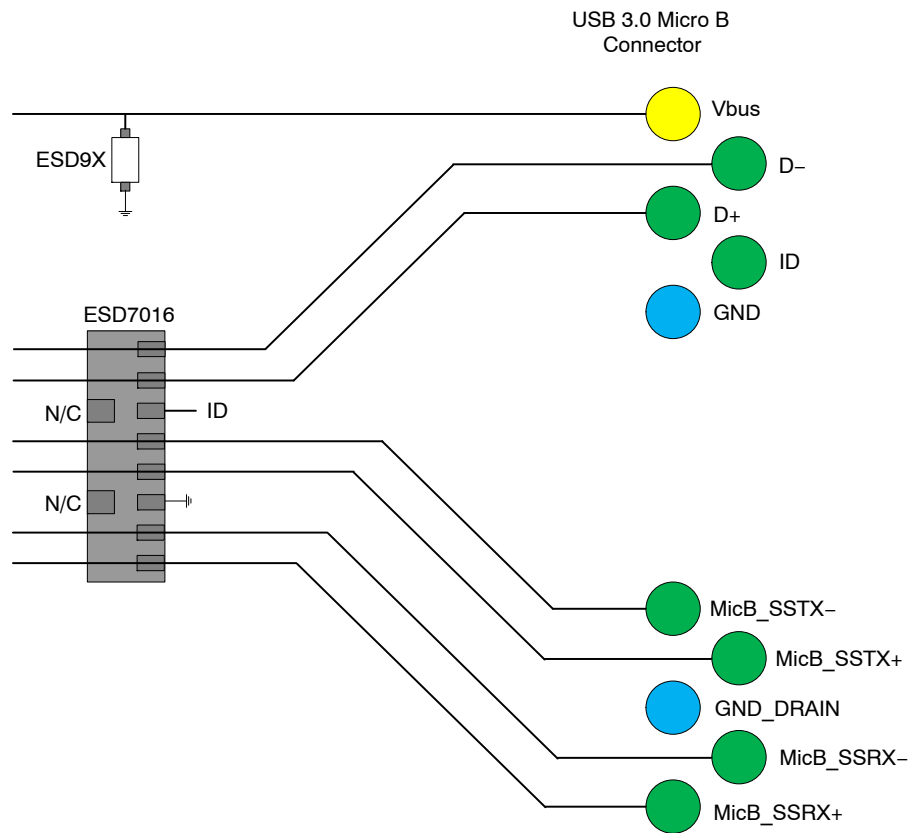 USB 3.0 Micro B
Connector
Vbus
ESD9X
D−
D+
ID
GND
ESD7016
N/C
ID
N/C
MicB_SSTX−
MicB_SSTX+
GND_DRAIN
MicB_SSRX−
MicB_SSRX+